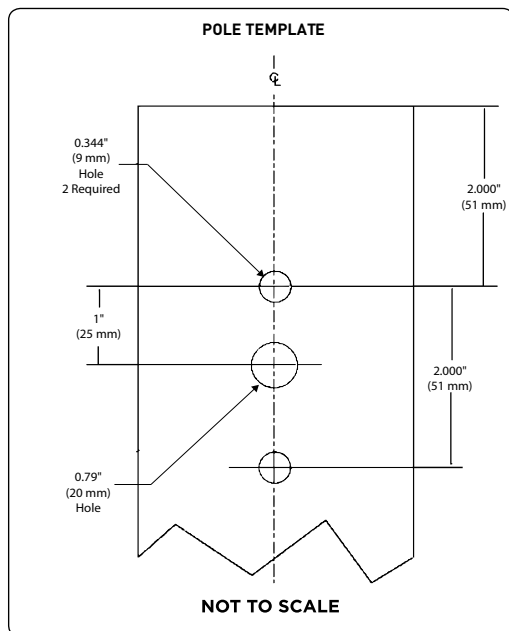 POLE TEMPLATE
℄
0.344"
(9 mm)
Hole
2 Required
2.000"
(51 mm)
1"
(25 mm)
2.000"
(51 mm)
0.79"
(20 mm)
Hole
NOT TO SCALE